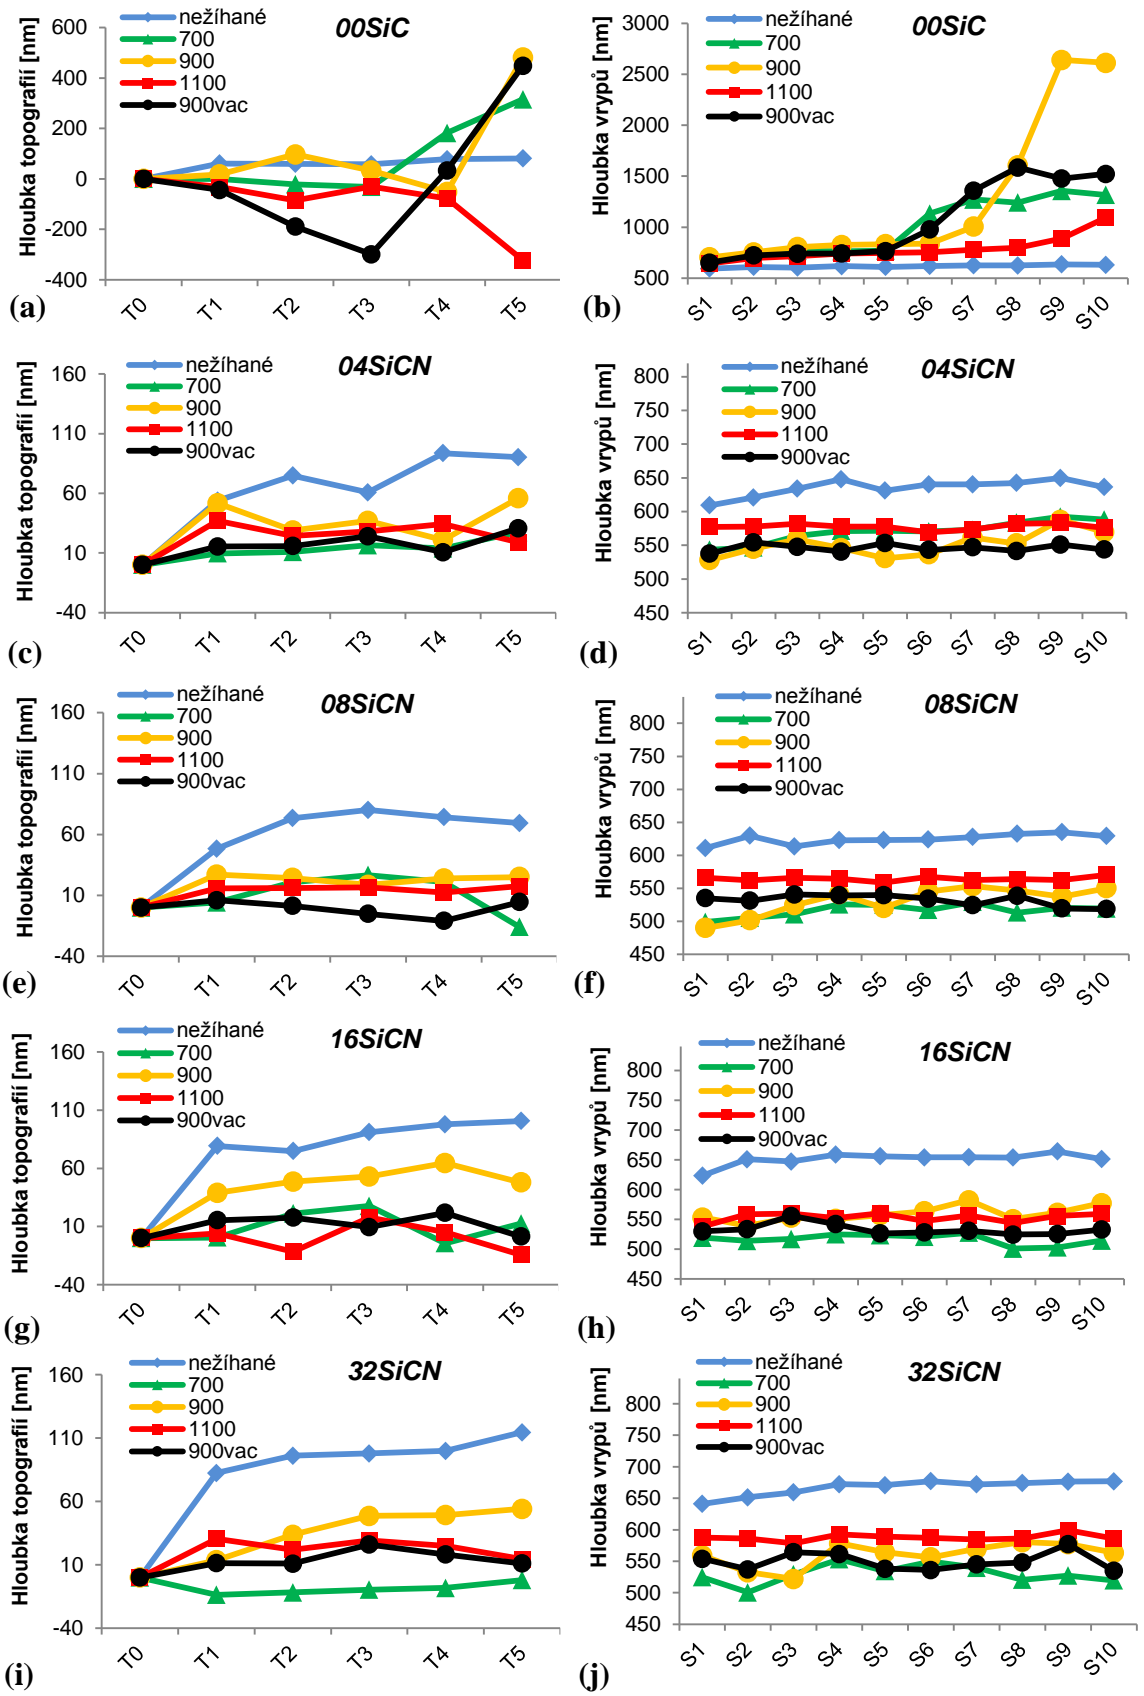 00SiC
Hloubka topografií [nm]
600
400
200
0
-200
-400
nežíhané
700
900
1100
900vac
T0 T1 T2 T3 T4 T5
(a)
00SiC
Hloubka vrypů [nm]
3000
2500
2000
1500
1000
500
nežíhané
700
900
1100
900vac
S1 S2 S3 S4 S5 S6 S7 S8 S9 S10
(b)
04SiCN
Hloubka topografií [nm]
160
110
60
10
-40
nežíhané
700
900
1100
900vac
T0 T1 T2 T3 T4 T5
(c)
04SiCN
Hloubka vrypů [nm]
800
750
700
650
600
550
500
450
nežíhané
700
900
1100
900vac
S1 S2 S3 S4 S5 S6 S7 S8 S9 S10
(d)
08SiCN
Hloubka topografií [nm]
160
110
60
10
-40
nežíhané
700
900
1100
900vac
T0 T1 T2 T3 T4 T5
(e)
08SiCN
Hloubka vrypů [nm]
800
750
700
650
600
550
500
450
nežíhané
700
900
1100
900vac
S1 S2 S3 S4 S5 S6 S7 S8 S9 S10
(f)
16SiCN
Hloubka topografií [nm]
160
110
60
10
-40
nežíhané
700
900
1100
900vac
T0 T1 T2 T3 T4 T5
(g)
16SiCN
Hloubka vrypů [nm]
800
750
700
650
600
550
500
450
nežíhané
700
900
1100
900vac
S1 S2 S3 S4 S5 S6 S7 S8 S9 S10
(h)
32SiCN
Hloubka topografií [nm]
160
110
60
10
-40
nežíhané
700
900
1100
900vac
T0 T1 T2 T3 T4 T5
(i)
32SiCN
Hloubka vrypů [nm]
800
750
700
650
600
550
500
450
nežíhané
700
900
1100
900vac
S1 S2 S3 S4 S5 S6 S7 S8 S9 S10
(j)